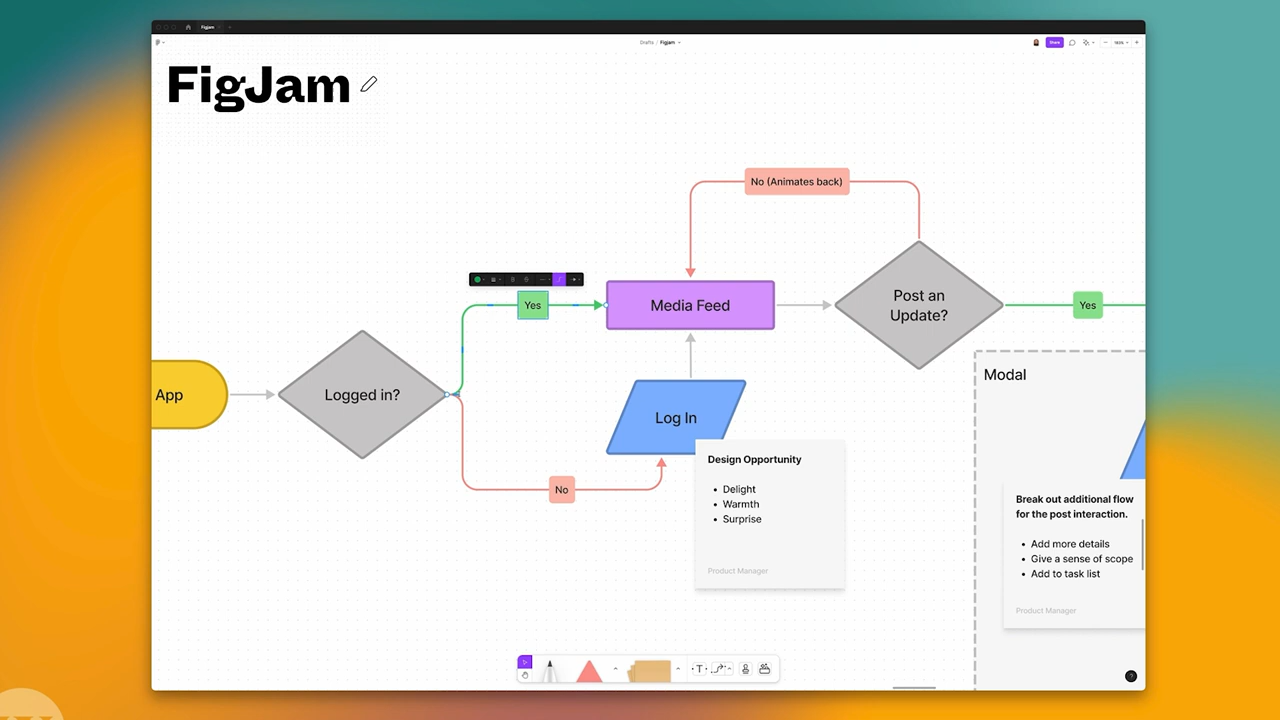 Figjam
Drafts / Figjam
Share
FigJam
No (Animates back)
Yes
Media Feed
Post an
Update?
Yes
App
Logged in?
Log In
Modal
No
Design Opportunity
• Delight
• Warmth
• Surprise
Product Manager
Break out additional flow
for the post interaction.
• Add more details
• Give a sense of scope
• Add to task list
Product Manager
T
?